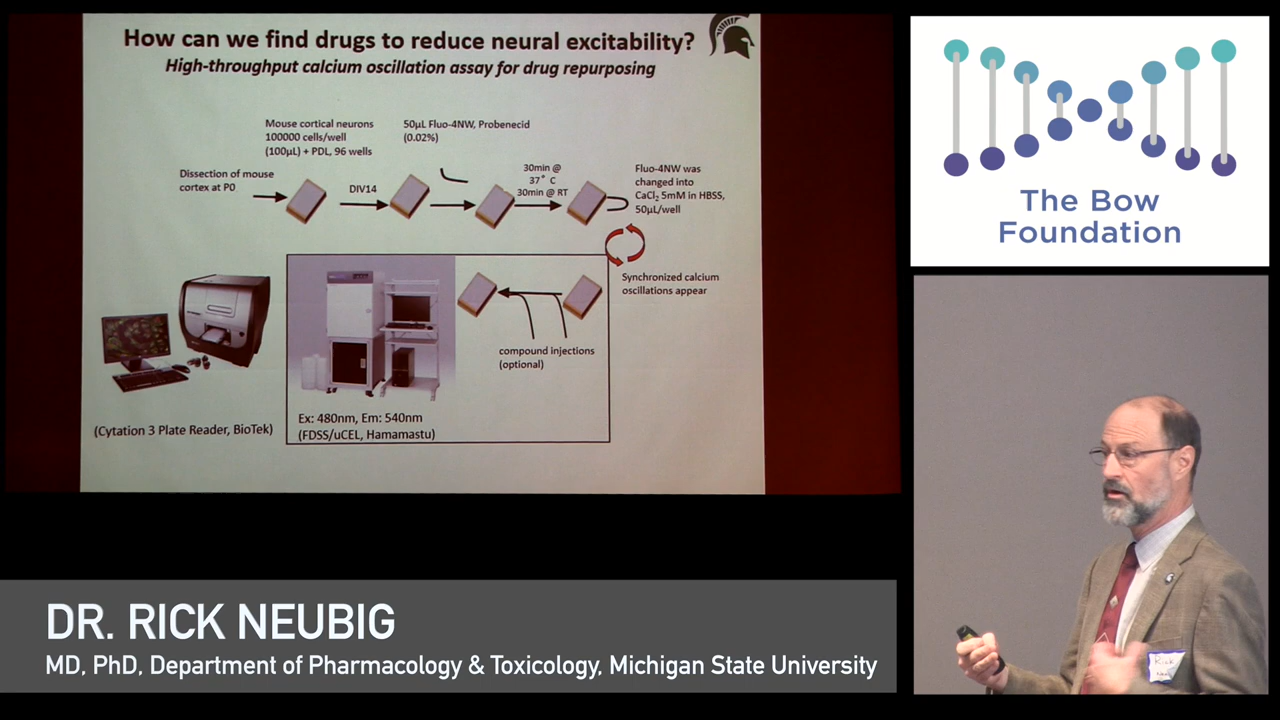 How can we find drugs to reduce neural excitability?
High-throughput calcium oscillation assay for drug repurposing
Mouse cortical neurons
100000 cells/well
(100µL) + PDL, 96 wells
50µL Fluo-4NW, Probenecid
(0.02%)
Dissection of mouse
cortex at P0
DIV14
30min @
37° C
30min @ RT
Fluo-4NW was
changed into
CaCl2 5mM in HBSS,
50µL/well
Synchronized calcium
oscillations appear
compound injections
(optional)
Ex: 480nm, Em: 540nm
(FDSS/uCEL, Hamamastu)
(Cytation 3 Plate Reader, BioTek)
The Bow
Foundation
Rick
DR. RICK NEUBIG
MD, PhD, Department of Pharmacology & Toxicology, Michigan State University